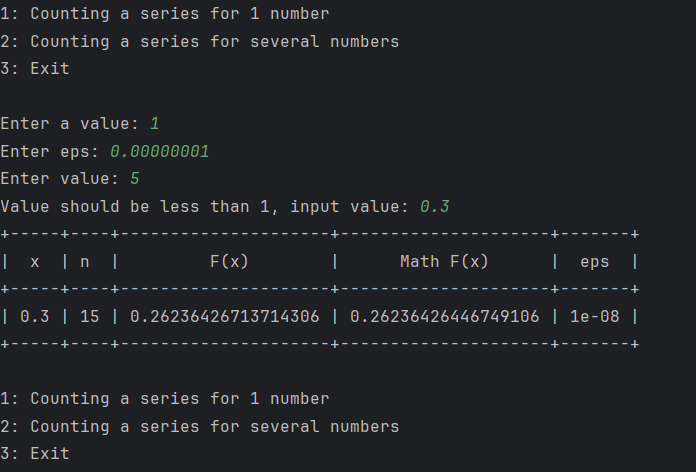 1: Counting a series for 1 number
2: Counting a series for several numbers
3: Exit

Enter a value: 1
Enter eps: 0.00000001
Enter value: 5
Value should be less than 1, input value: 0.3
+-----+----+---------------------+---------------------+-------+
|  x  | n  |         F(x)        |      Math F(x)      |  eps  |
+-----+----+---------------------+---------------------+-------+
| 0.3 | 15 | 0.26236426713714306 | 0.26236426446749106 | 1e-08 |
+-----+----+---------------------+---------------------+-------+

1: Counting a series for 1 number
2: Counting a series for several numbers
3: Exit